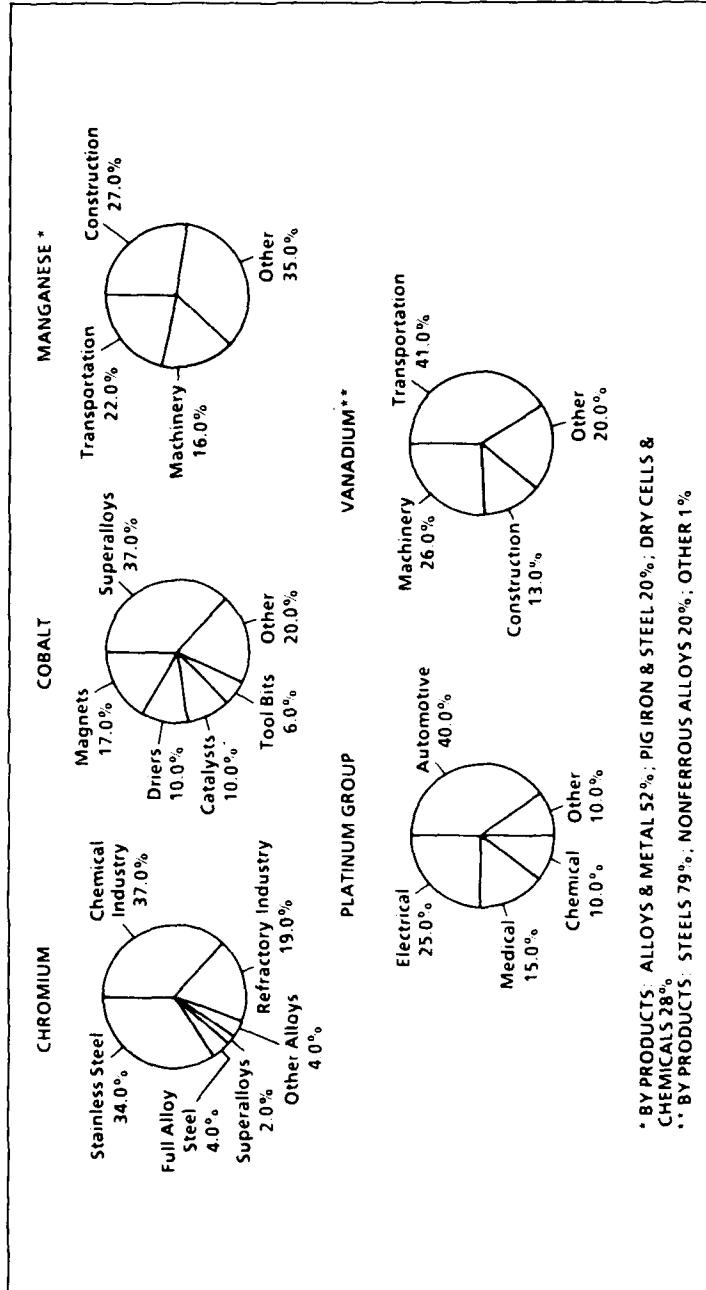 CHROMIUM
Stainless Steel
34.0%
Chemical
Industry
37.0%
Full Alloy
Steel
4.0%
Superalloys
2.0%
Other Alloys
4.0%
Refractory Industry
19.0%
COBALT
Magnets
17.0%
Superalloys
37.0%
Driers
10.0%
Catalysts
10.0%
Tool Bits
6.0%
Other
20.0%
MANGANESE *
Transportation
22.0%
Construction
27.0%
Machinery
16.0%
Other
35.0%
PLATINUM GROUP
Electrical
25.0%
Automotive
40.0%
Medical
15.0%
Chemical
10.0%
Other
10.0%
VANADIUM**
Machinery
26.0%
Transportation
41.0%
Construction
13.0%
Other
20.0%
* BY PRODUCTS: ALLOYS & METAL 52%; PIG IRON & STEEL 20%; DRY CELLS &
CHEMICALS 28%
** BY PRODUCTS: STEELS 79%; NONFERROUS ALLOYS 20%; OTHER 1%